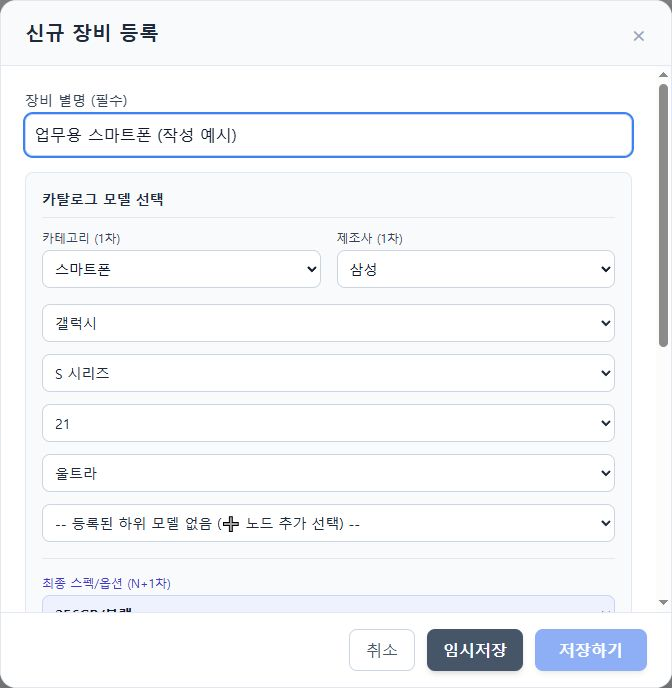 신규 장비 등록
×
장비 별명 (필수)
업무용 스마트폰 (작성 예시)
카탈로그 모델 선택
카테고리 (1차) 제조사 (1차)
스마트폰 삼성
갤럭시
S 시리즈
21
울트라
-- 등록된 하위 모델 없음 (➕ 노드 추가 선택) --
최종 스펙/옵션 (N+1차)
256GB/블랙
취소 임시저장 저장하기